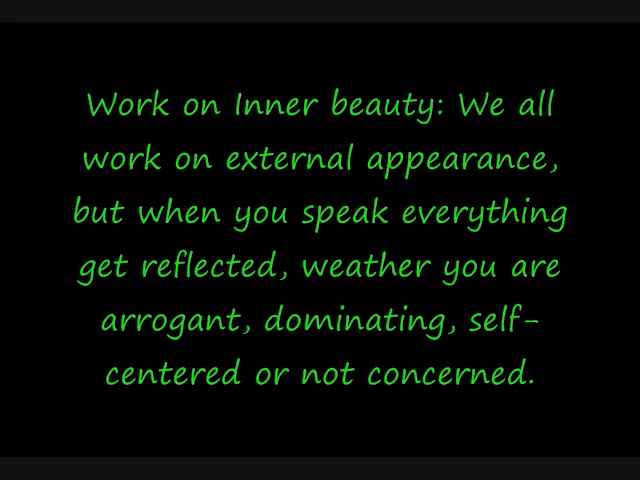 Work on Inner beauty: We all
work on external appearance,
but when you speak everything
get reflected, weather you are
arrogant, dominating, self-
centered or not concerned.